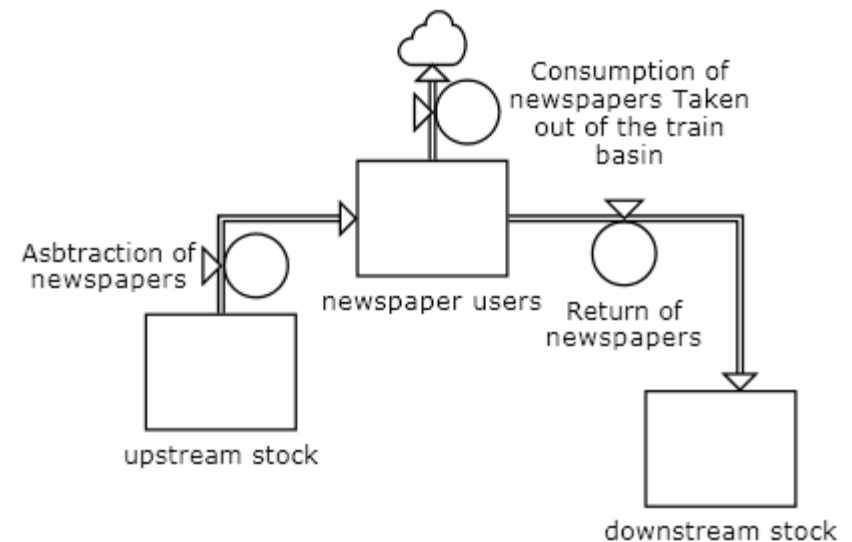 Consumption of
newspapers Taken
out of the train
basin
Asbtraction of
newspapers
newspaper users
Return of
newspapers
upstream stock
downstream stock